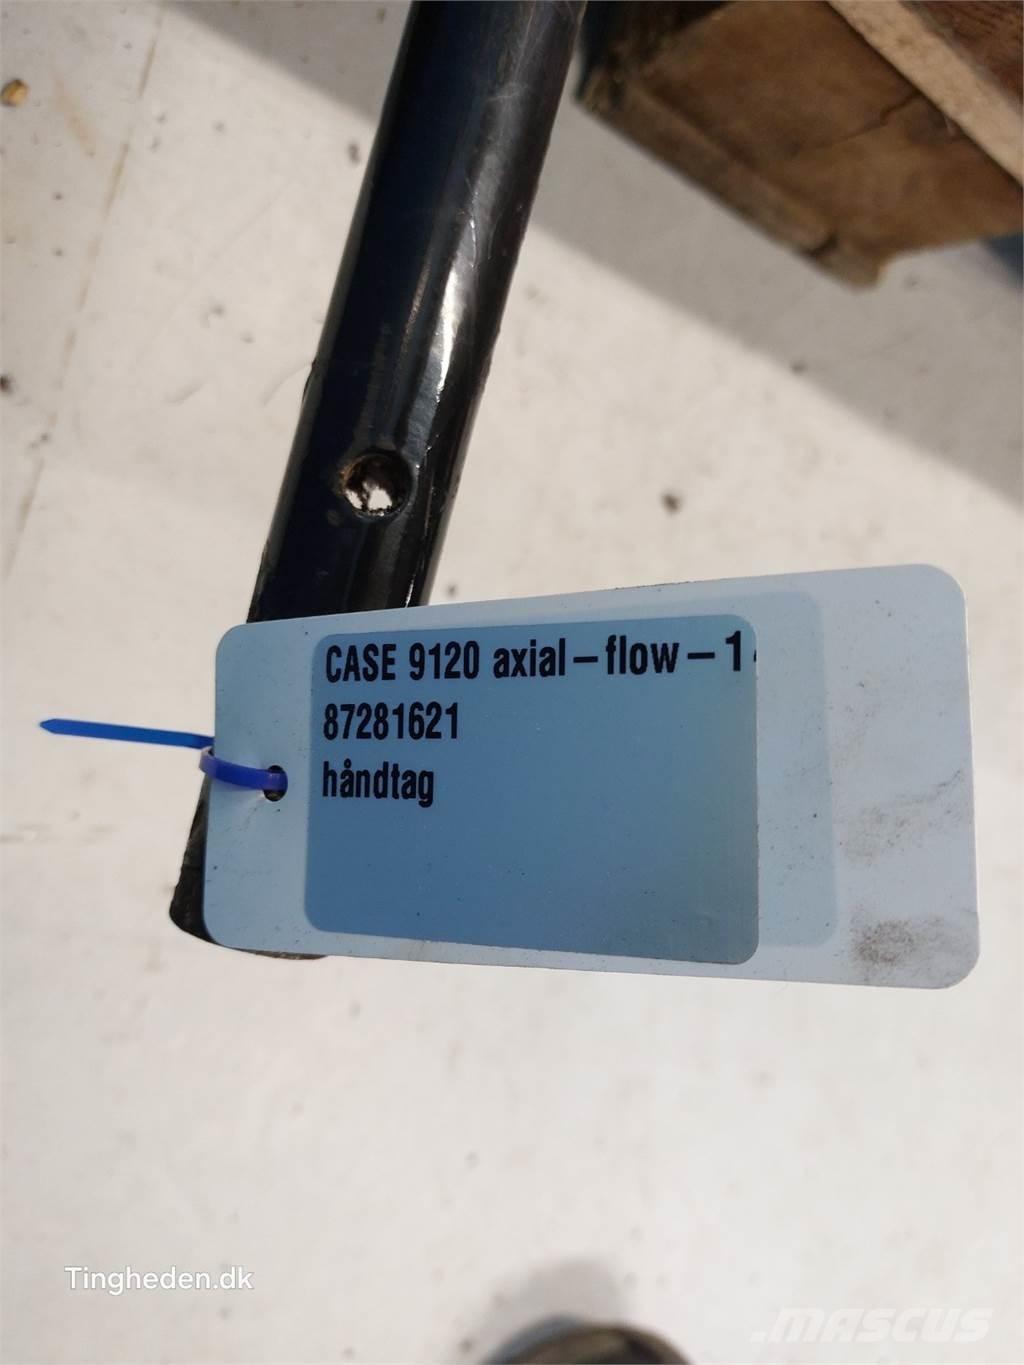 CASE 9120 axial-flow-1
87281621
håndtag
Tingheden.dk
MASCUS